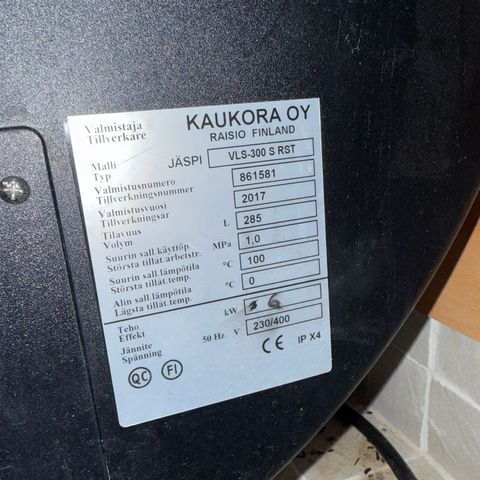 Valmistaja KAUKORA OY
Tillverkare RAISIO FINLAND
Malli
Typ JÄSPI VLS-300 S RST
Valmistusnumero
Tillverkningsnummer 861581
Valmistusvuosi
Tillverkningsår 2017
Tilavuus
Volym L 285
Suurin sall.käyttöp.
Största tillåt.arbetstr. MPa 1,0
Suurin sall.lämpötila
Största tillåt.temp. °C 100
Alin sall.lämpötila
Lägsta tillåt.temp. °C 0
Teho
Effekt kW 3 6
Jännite
Spänning 50 Hz V 230/400
QC FI CE IP X4